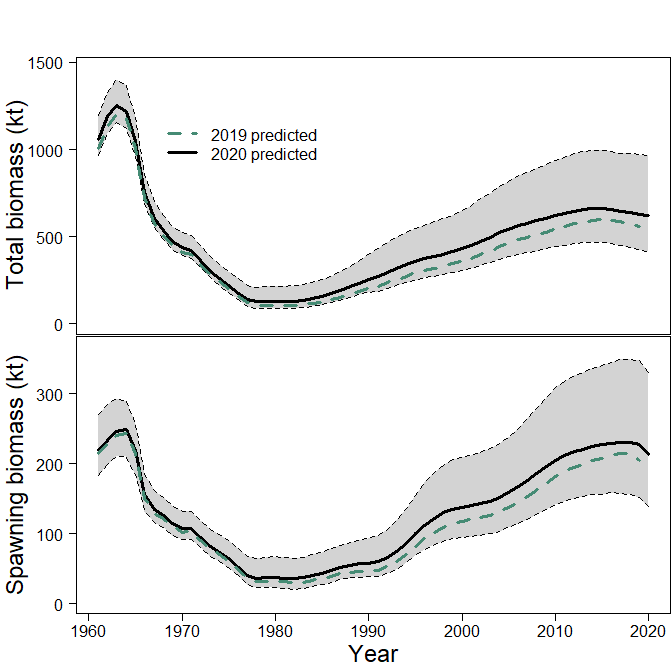 1500
1000
500
0
Total biomass (kt)
2019 predicted
2020 predicted
300
200
100
0
Spawning biomass (kt)
1960 1970 1980 1990 2000 2010 2020
Year